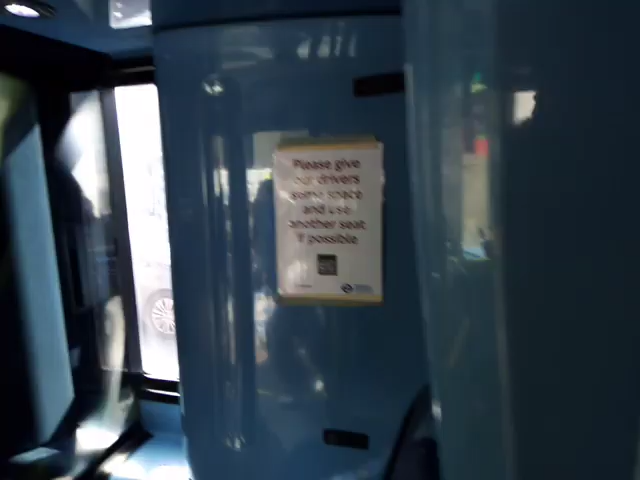 Please give
our drivers
some space
and use
another seat
if possible